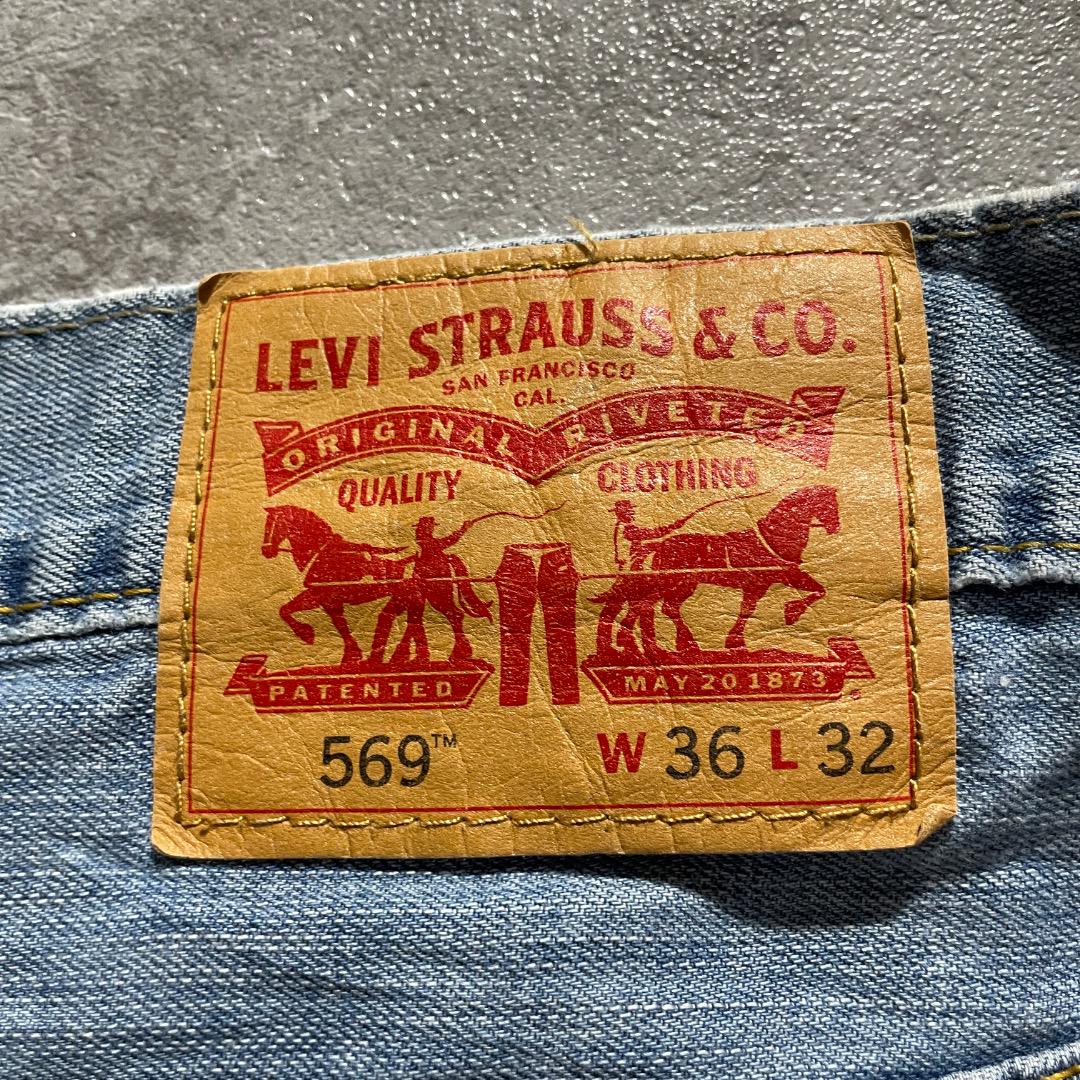 LEVI STRAUSS & CO.
SAN FRANCISCO
CAL.
ORIGINAL RIVETED
QUALITY CLOTHING
PATENTED MAY 20 1873
569™ W 36 L 32